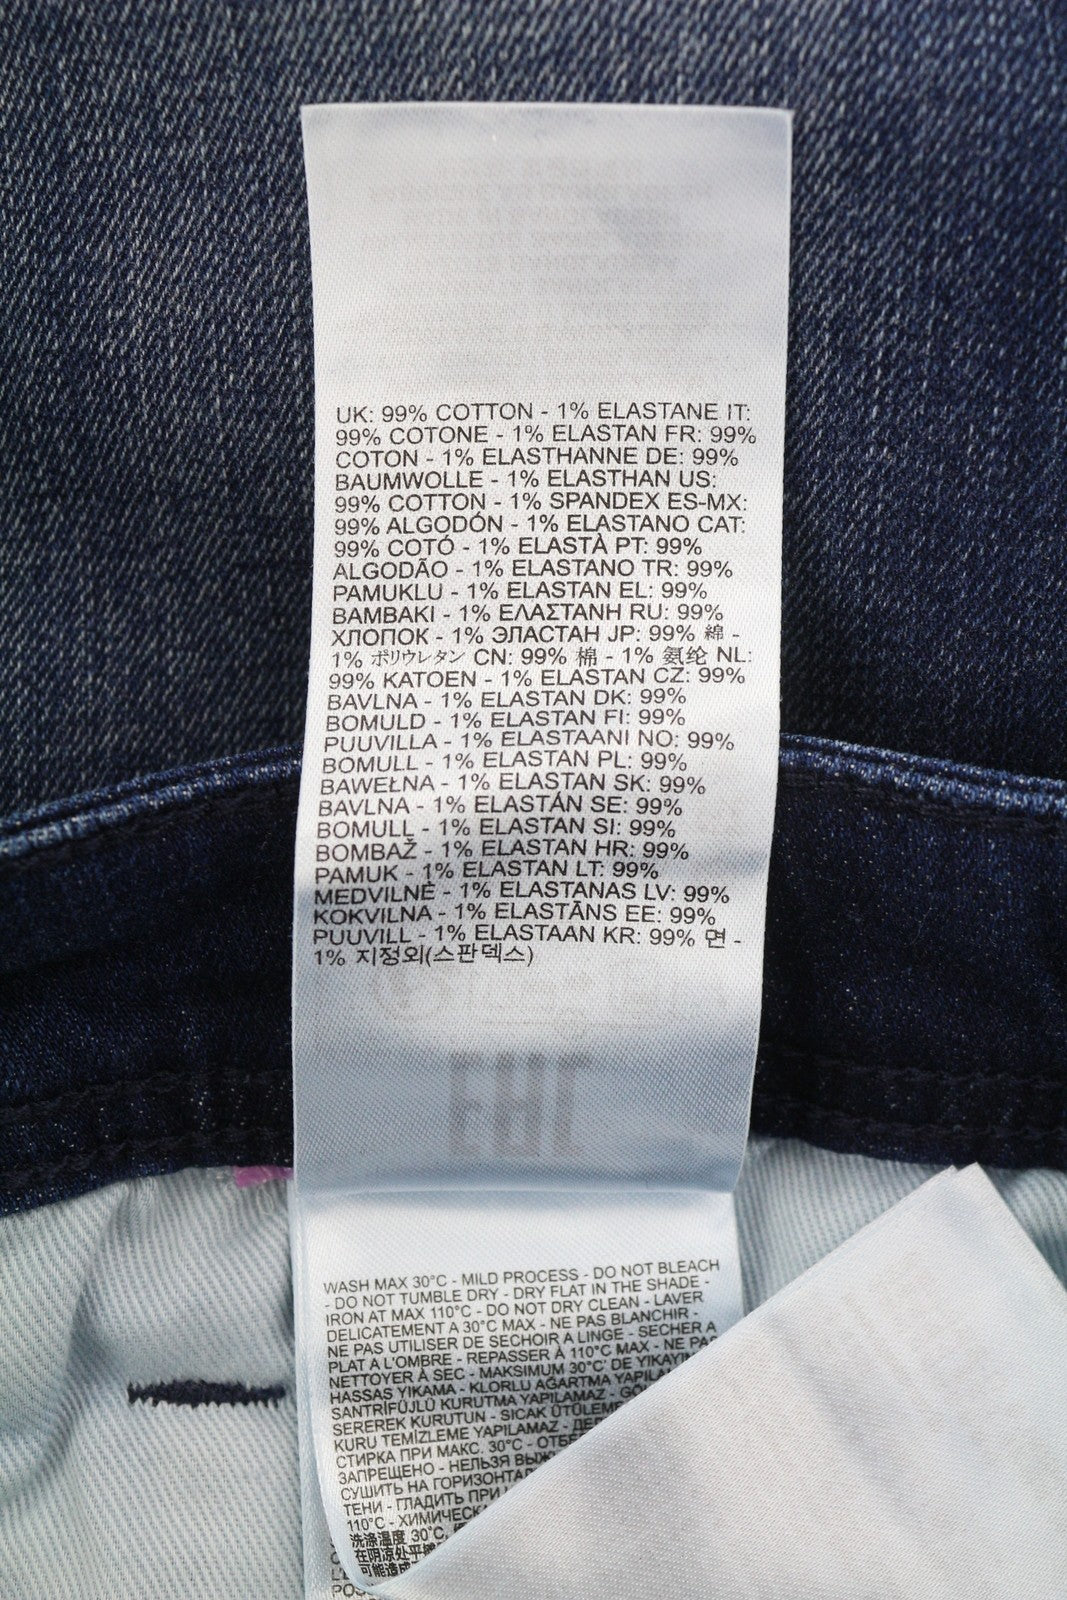 UK: 99% COTTON - 1% ELASTANE IT:
99% COTONE - 1% ELASTAN FR: 99%
COTON - 1% ELASTHANNE DE: 99%
BAUMWOLLE - 1% ELASTHAN US:
99% COTTON - 1% SPANDEX ES-MX:
99% ALGODÓN - 1% ELASTANO CAT:
99% COTÓ - 1% ELASTÀ PT: 99%
ALGODÃO - 1% ELASTANO TR: 99%
PAMUKLU - 1% ELASTAN EL: 99%
BAMBAKI - 1% ΕΛΑΣΤΑΝΗ RU: 99%
ХЛОПОК - 1% ЭЛАСТАН JP: 99% 綿 -
1% ポリウレタン CN: 99% 棉 - 1% 氨纶 NL:
99% KATOEN - 1% ELASTAN CZ: 99%
BAVLNA - 1% ELASTAN DK: 99%
BOMULD - 1% ELASTAN FI: 99%
PUUVILLA - 1% ELASTAANI NO: 99%
BOMULL - 1% ELASTAN PL: 99%
BAWEŁNA - 1% ELASTAN SK: 99%
BAVLNA - 1% ELASTÁN SE: 99%
BOMULL - 1% ELASTAN SI: 99%
BOMBAŽ - 1% ELASTAN HR: 99%
PAMUK - 1% ELASTAN LT: 99%
MEDVILNĖ - 1% ELASTANAS LV: 99%
KOKVILNA - 1% ELASTĀNS EE: 99%
PUUVILL - 1% ELASTAAN KR: 99% 면 -
1% 지정외(스판덱스)
WASH MAX 30°C - MILD PROCESS - DO NOT BLEACH
- DO NOT TUMBLE DRY - DRY FLAT IN THE SHADE -
IRON AT MAX 110°C - DO NOT DRY CLEAN - LAVER
DELICATEMENT A 30°C MAX - NE PAS BLANCHIR -
NE PAS UTILISER DE SECHOIR A LINGE - SECHER A
PLAT A L'OMBRE - REPASSER À 110°C MAX - NE PAS
NETTOYER À SEC - MAKSIMUM 30°C' DE YIKAYIN
HASSAS YIKAMA - KLORLU AĞARTMA
SANTRİFÜJLÜ KURUTMA YAPILAMAZ -
SEREREK KURUTUN - SICAK
KURU TEMİZLEME YAPILAMAZ -
СТИРКА ПРИ МАКС. 30°C -
ЗАПРЕЩЕНО - НЕЛЬЗЯ
СУШИТЬ НА
ТЕНИ - ГЛАДИТЬ ПРИ
110°C -
洗涤温度 30°C,
在阴凉处平
可能造成